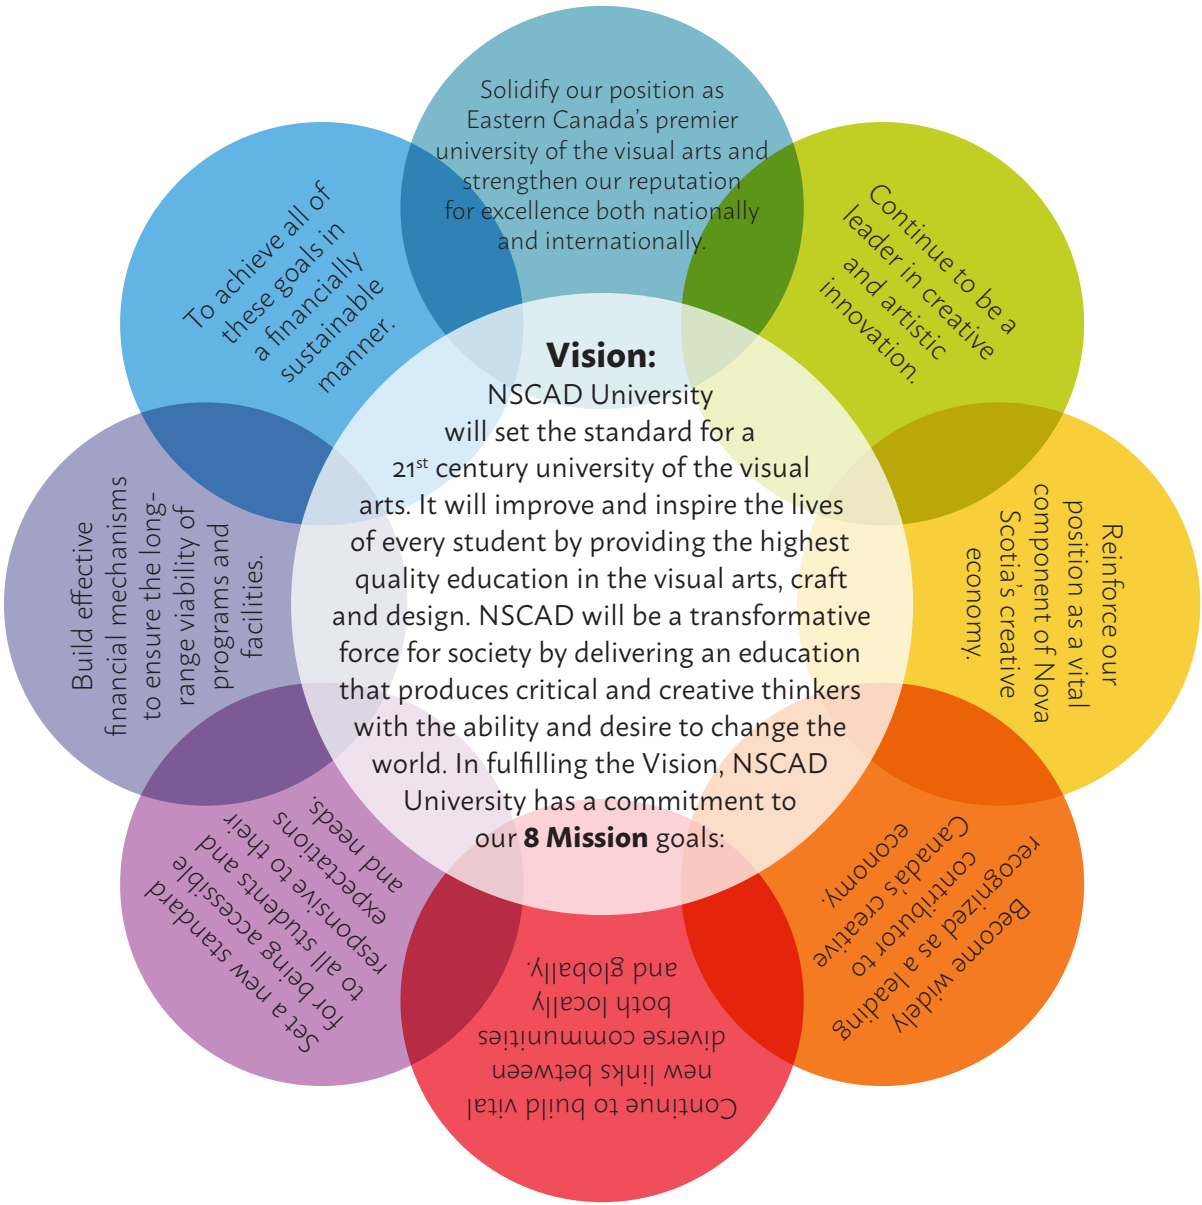 Solidify our position as
Eastern Canada's premier
university of the visual arts and
strengthen our reputation
for excellence both nationally
and internationally.
Continue to be a
leader in creative
and artistic
innovation.
Reinforce our
position as a vital
component of Nova
Scotia's creative
economy.
Become widely
recognized as a leading
contributor to
Canada's creative
economy.
Continue to build vital
new links between
diverse communities
both locally
and globally.
Set a new standard
for being accessible
to all students and
responsive to their
expectations
and needs.
Build effective
financial mechanisms
to ensure the long-
range viability of
programs and
facilities.
To achieve all of
these goals in
a financially
sustainable
manner.
Vision:
NSCAD University
will set the standard for a
21st century university of the visual
arts. It will improve and inspire the lives
of every student by providing the highest
quality education in the visual arts, craft
and design. NSCAD will be a transformative
force for society by delivering an education
that produces critical and creative thinkers
with the ability and desire to change the
world. In fulfilling the Vision, NSCAD
University has a commitment to
our 8 Mission goals: